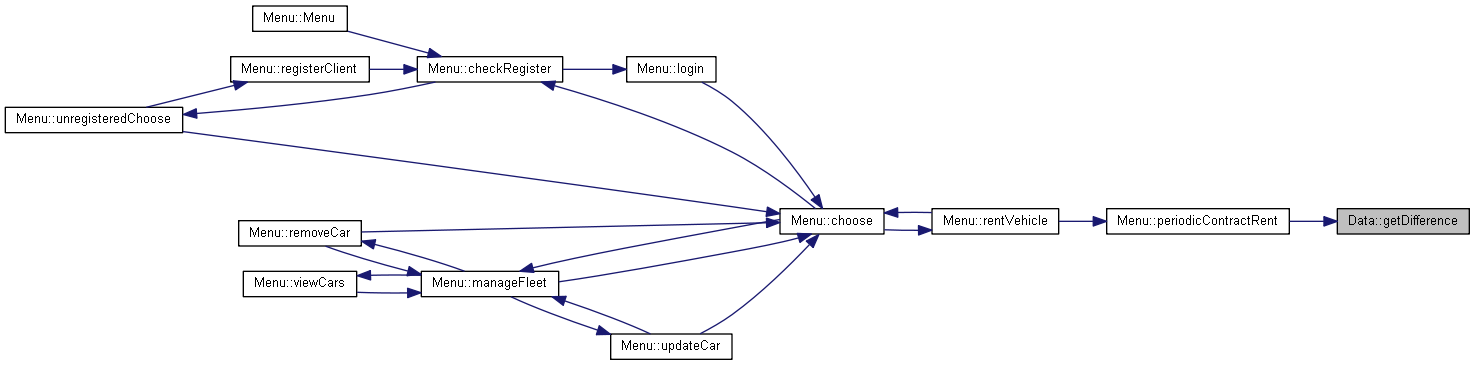 Menu::Menu
Menu::registerClient
Menu::checkRegister
Menu::login
Menu::unregisteredChoose
Menu::choose
Menu::rentVehicle
Menu::periodicContractRent
Data::getDifference
Menu::removeCar
Menu::viewCars
Menu::manageFleet
Menu::updateCar